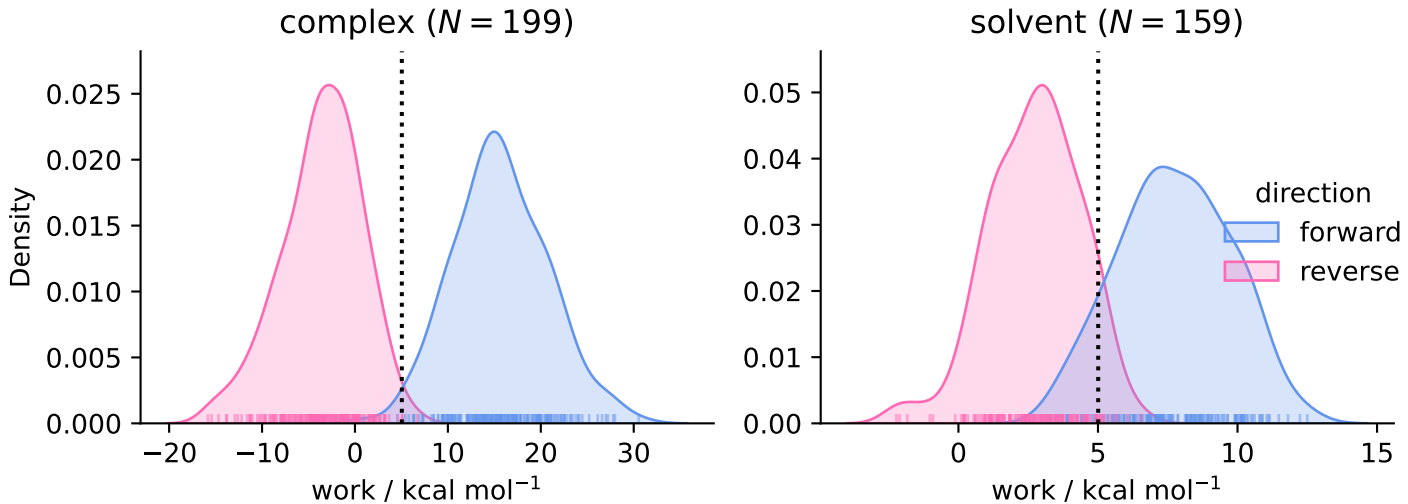 complex (N = 199)
Density
0.025
0.020
0.015
0.010
0.005
0.000
−20
−10
0
10
20
30
work / kcal mol⁻¹
solvent (N = 159)
0.05
0.04
0.03
0.02
0.01
0.00
0
5
10
15
work / kcal mol⁻¹
direction
forward
reverse